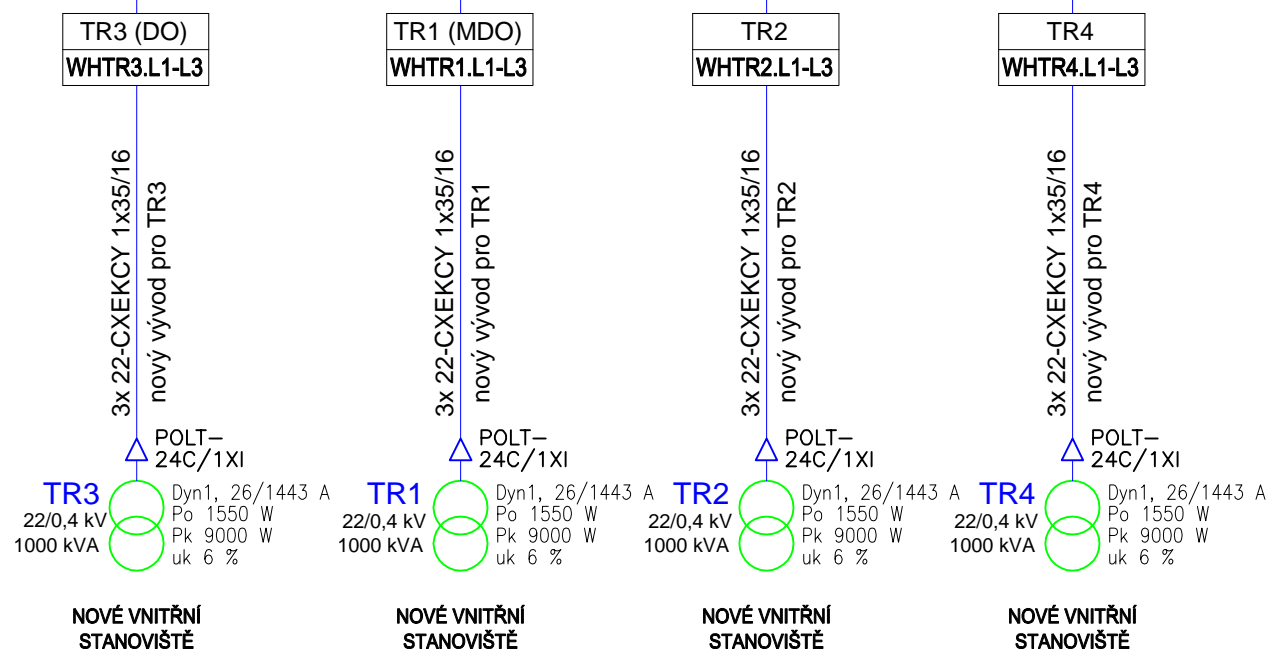 TR3 (DO)
WHTR3.L1-L3
3x 22-CXEKCY 1x35/16
nový vývod pro TR3
POLT-
24C/1XI
TR3
22/0,4 kV
1000 kVA
Dyn1, 26/1443 A
Po 1550 W
Pk 9000 W
uk 6 %
NOVÉ VNITŘNÍ
STANOVIŠTĚ
TR1 (MDO)
WHTR1.L1-L3
3x 22-CXEKCY 1x35/16
nový vývod pro TR1
POLT-
24C/1XI
TR1
22/0,4 kV
1000 kVA
Dyn1, 26/1443 A
Po 1550 W
Pk 9000 W
uk 6 %
NOVÉ VNITŘNÍ
STANOVIŠTĚ
TR2
WHTR2.L1-L3
3x 22-CXEKCY 1x35/16
nový vývod pro TR2
POLT-
24C/1XI
TR2
22/0,4 kV
1000 kVA
Dyn1, 26/1443 A
Po 1550 W
Pk 9000 W
uk 6 %
NOVÉ VNITŘNÍ
STANOVIŠTĚ
TR4
WHTR4.L1-L3
3x 22-CXEKCY 1x35/16
nový vývod pro TR4
POLT-
24C/1XI
TR4
22/0,4 kV
1000 kVA
Dyn1, 26/1443 A
Po 1550 W
Pk 9000 W
uk 6 %
NOVÉ VNITŘNÍ
STANOVIŠTĚ